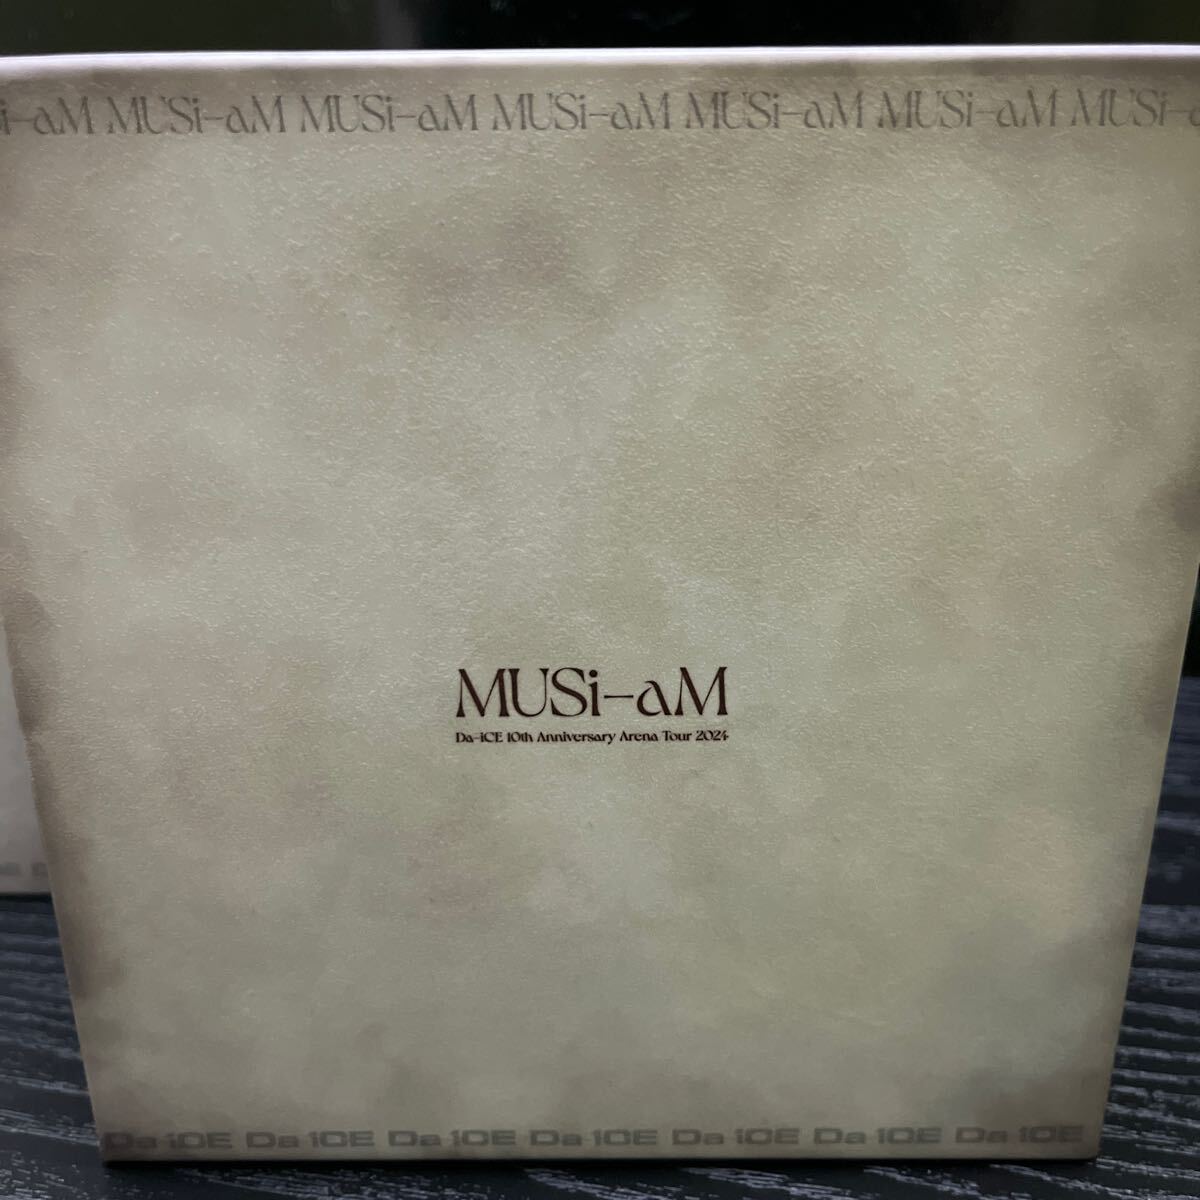 i-aM MUSi-aM MUSi-aM MUSi-aM MUSi-aM MUSi-aM MUSi-a
MUSi-aM
Da-iCE 10th Anniversary Arena Tour 2024
Da iCE Da iCE Da iCE Da iCE Da iCE Da iCE Da iCE